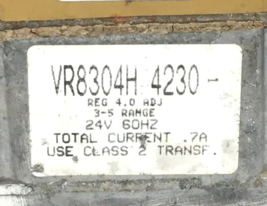 VR8304H 4230-
REG 4.0 ADJ
3-5 RANGE
24V 60HZ
TOTAL CURRENT .7A
USE CLASS 2 TRANSF.